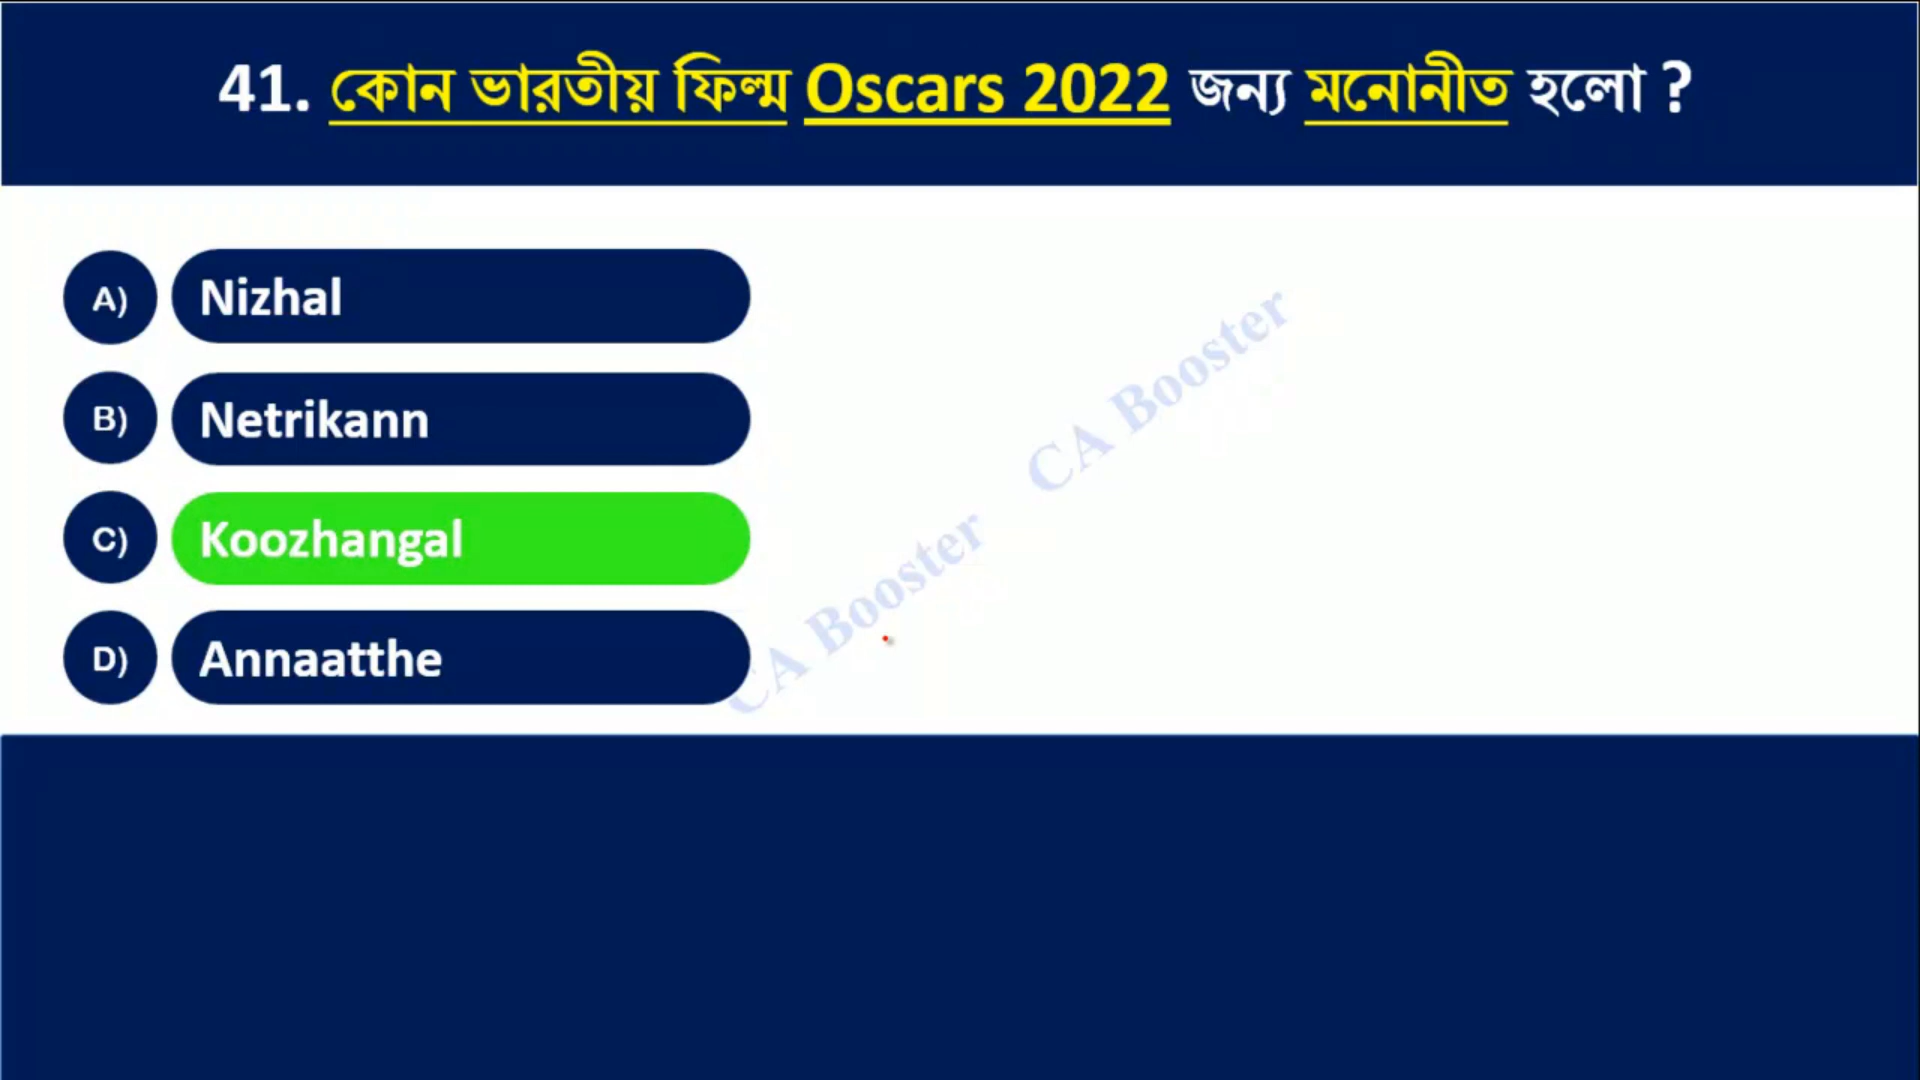 41. কোন ভারতীয় ফিল্ম Oscars 2022 জন্য মনোনীত হলো ?
A) Nizhal
B) Netrikann
C) Koozhangal
D) Annaatthe
CA Booster
CA Booster